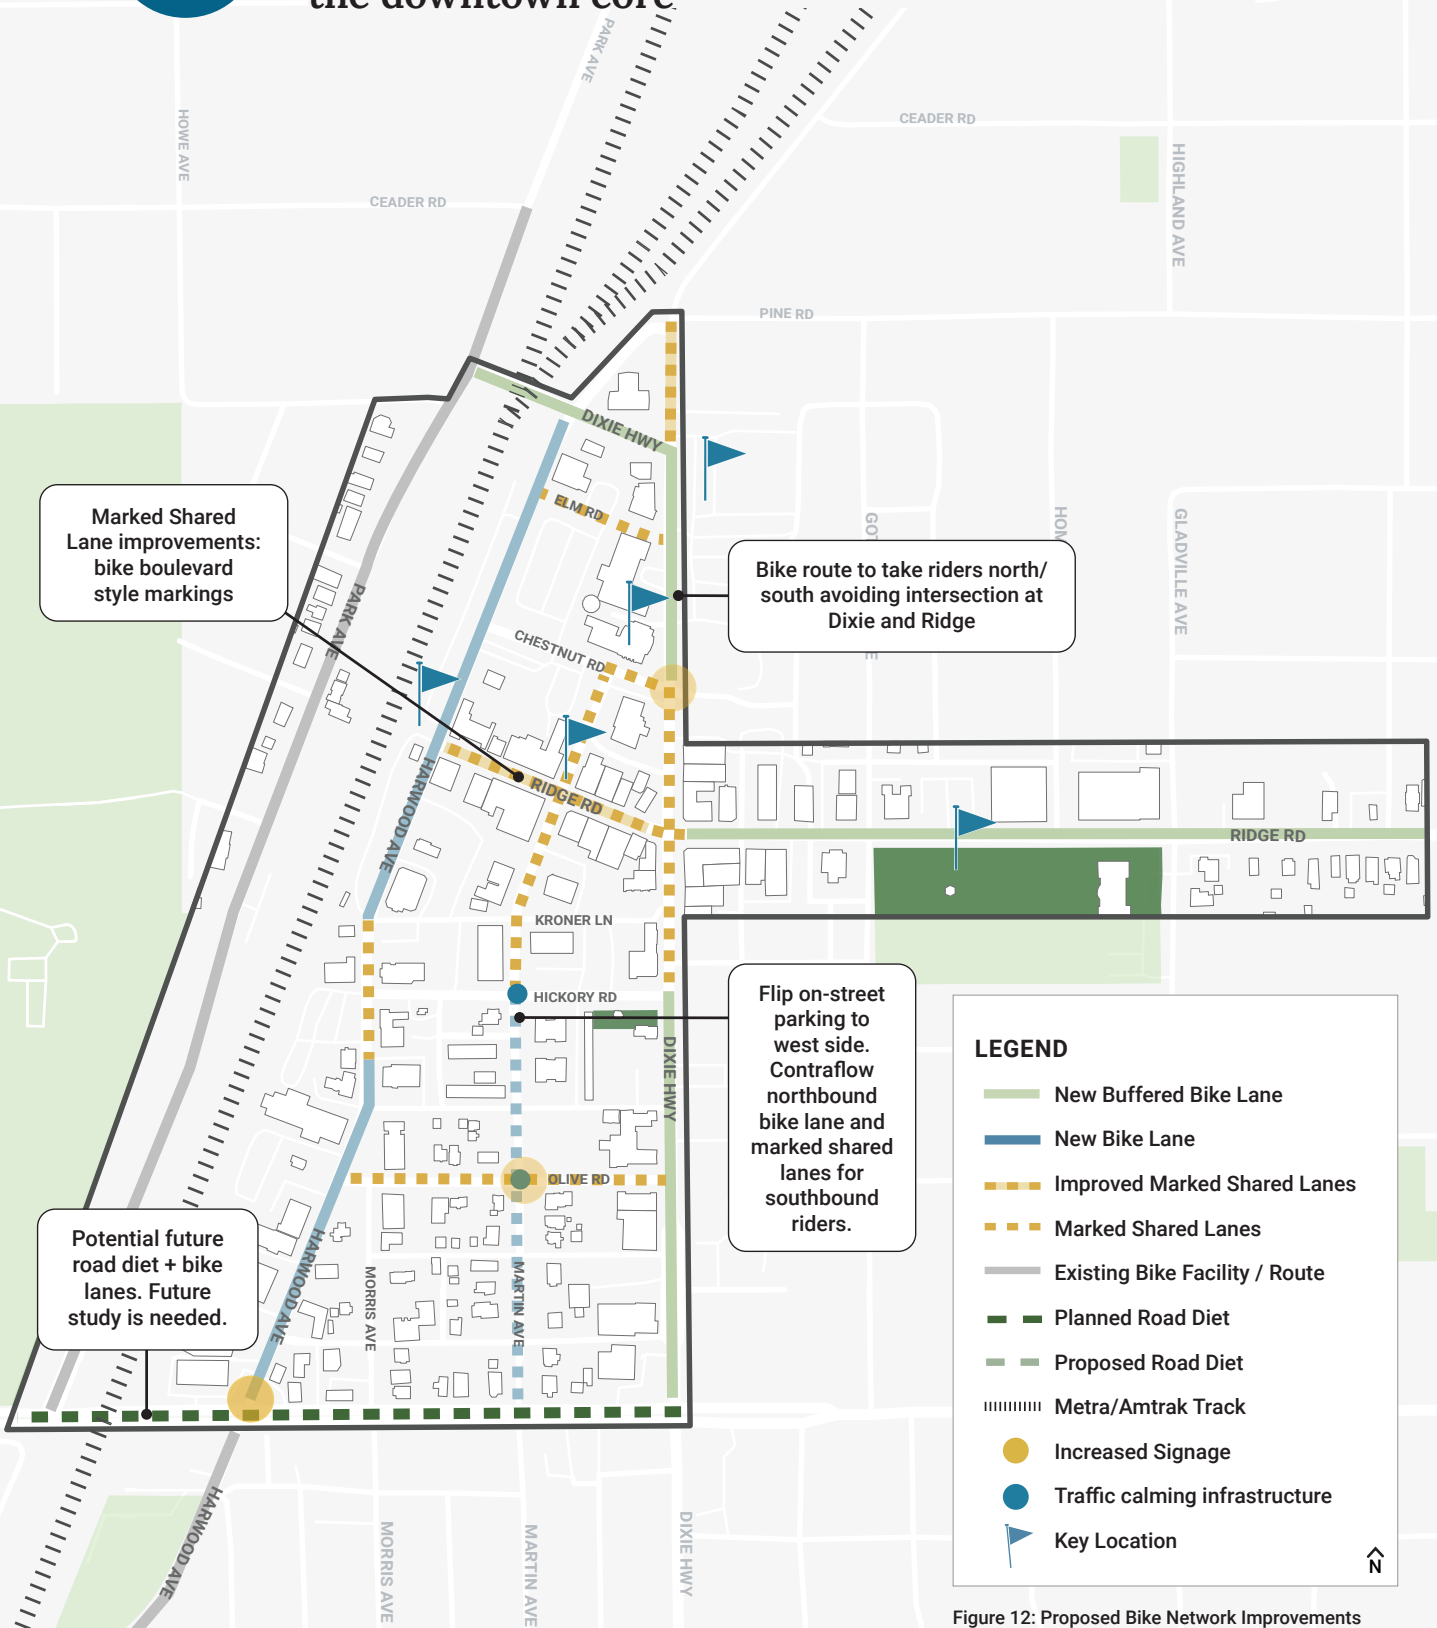 the downtown core
PARK AVE
HOWE AVE
CEADER RD
HIGHLAND AVE
CEADER RD
PINE RD
DIXIE HWY
Marked Shared
Lane improvements:
bike boulevard
style markings
ELM RD
GLADVILLE AVE
Bike route to take riders north/
south avoiding intersection at
Dixie and Ridge
PARK AVE
CHESTNUT RD
HARWOOD AVE
RIDGE RD
RIDGE RD
KRONER LN
HICKORY RD
Flip on-street
parking to
west side.
Contraflow
northbound
bike lane and
marked shared
lanes for
southbound
riders.
DIXIE HWY
OLIVE RD
Potential future
road diet + bike
lanes. Future
study is needed.
HARWOOD AVE
MORRIS AVE
MARTIN AVE
HARWOOD AVE
MORRIS AVE
MARTIN AVE
DIXIE HWY
LEGEND
New Buffered Bike Lane
New Bike Lane
Improved Marked Shared Lanes
Marked Shared Lanes
Existing Bike Facility / Route
Planned Road Diet
Proposed Road Diet
Metra/Amtrak Track
Increased Signage
Traffic calming infrastructure
Key Location
N
Figure 12: Proposed Bike Network Improvements